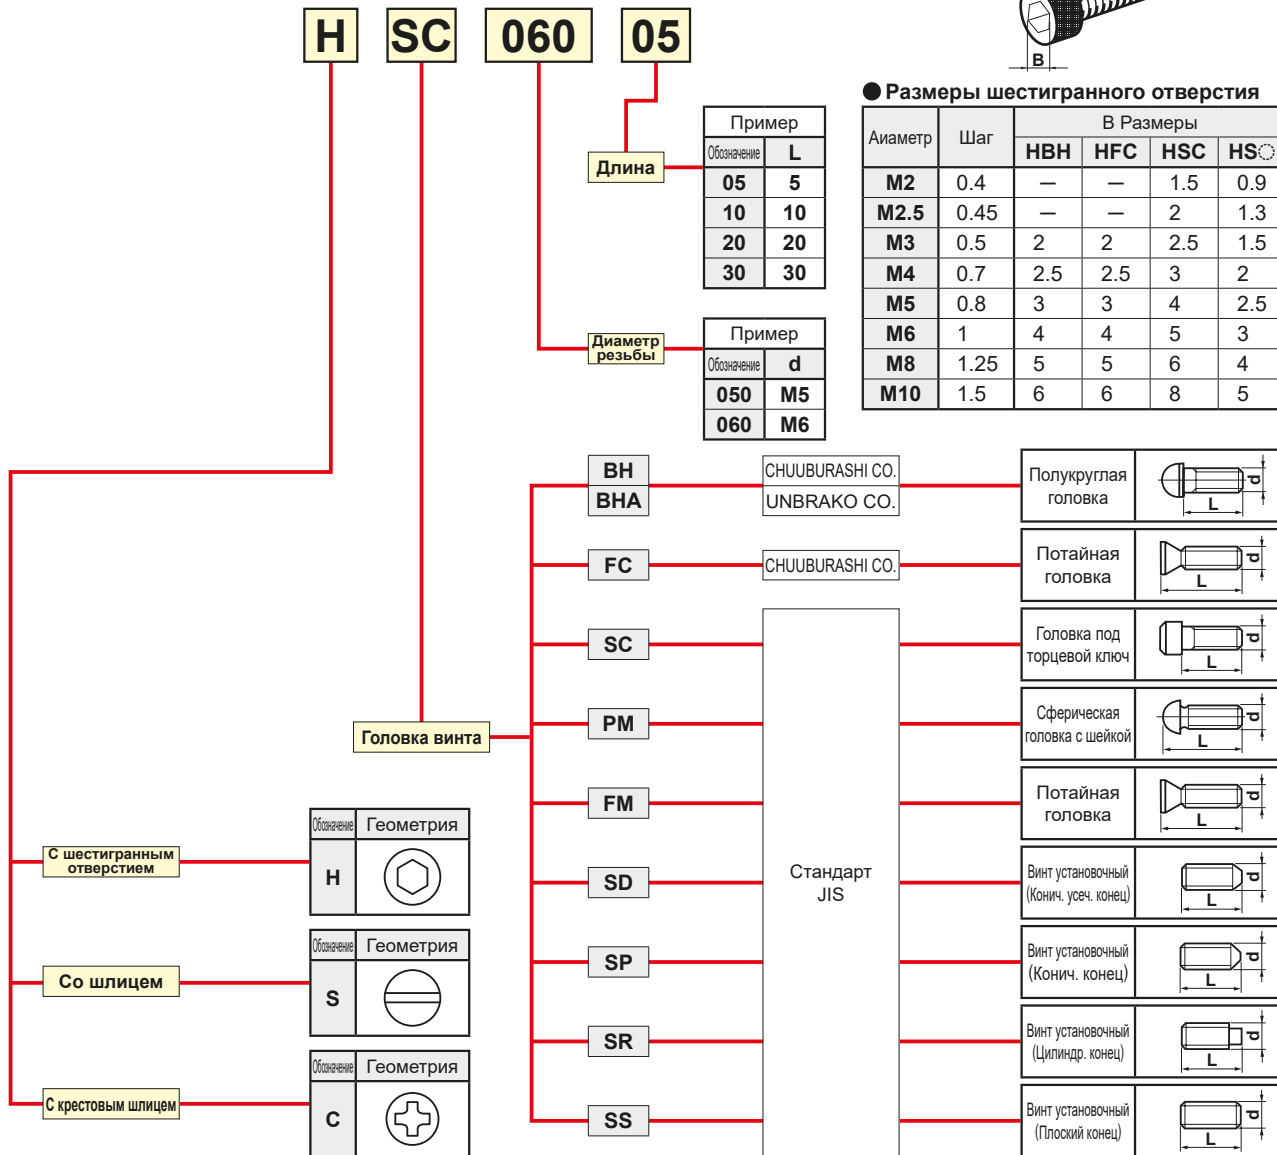 H SC 060 05
B
● Размеры шестигранного отверстия
Аиаметр Шаг В Размеры
HBH HFC HSC HS◌
M2 0.4 — — 1.5 0.9
M2.5 0.45 — — 2 1.3
M3 0.5 2 2 2.5 1.5
M4 0.7 2.5 2.5 3 2
M5 0.8 3 3 4 2.5
M6 1 4 4 5 3
M8 1.25 5 5 6 4
M10 1.5 6 6 8 5
Длина
Пример
Обозначение L
05 5
10 10
20 20
30 30
Диаметр
резьбы
Пример
Обозначение d
050 M5
060 M6
Головка винта
BH CHUUBURASHI CO.
BHA UNBRAKO CO.
Полукруглая
головка
L d
FC CHUUBURASHI CO.
Потайная
головка
L d
SC
Головка под
торцевой ключ
L d
PM
Сферическая
головка с шейкой
L d
FM
Потайная
головка
L d
Стандарт
JIS
SD
Винт установочный
(Конич. усеч. конец)
L d
SP
Винт установочный
(Конич. конец)
L d
SR
Винт установочный
(Цилиндр. конец)
L d
SS
Винт установочный
(Плоский конец)
L d
С шестигранным
отверстием
Обозначение Геометрия
H
Со шлицем
Обозначение Геометрия
S
С крестовым шлицем
Обозначение Геометрия
C